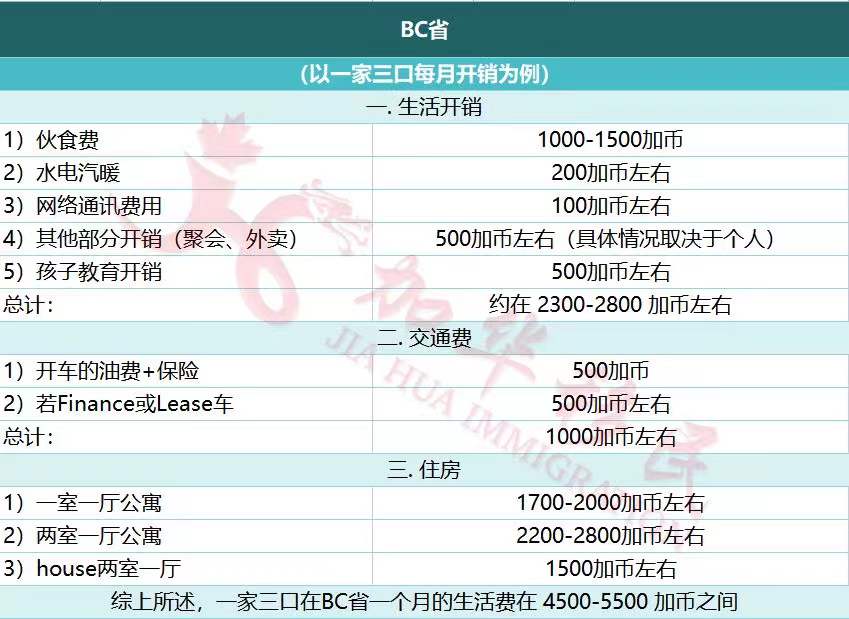 BC省
（以一家三口每月开销为例）
一. 生活开销
1）伙食费 1000-1500加币
2）水电汽暖 200加币左右
3）网络通讯费用 100加币左右
4）其他部分开销（聚会、外卖） 500加币左右（具体情况取决于个人）
5）孩子教育开销 500加币左右
总计： 约在 2300-2800 加币左右
二. 交通费
1）开车的油费+保险 500加币
2）若Finance或Lease车 500加币左右
总计： 1000加币左右
三. 住房
1）一室一厅公寓 1700-2000加币左右
2）两室一厅公寓 2200-2800加币左右
3）house两室一厅 1500加币左右
综上所述，一家三口在BC省一个月的生活费在 4500-5500 加币之间
加华移民
JIA HUA IMMIGRATION